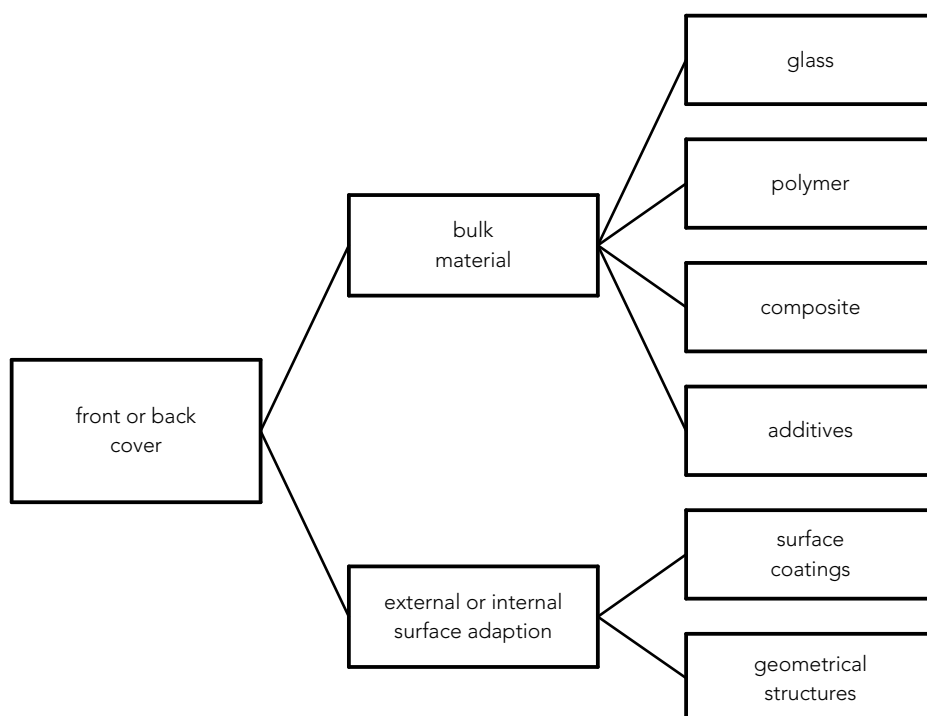 glass
polymer
bulk
material
composite
front or back
cover
additives
surface
coatings
external or internal
surface adaption
geometrical
structures